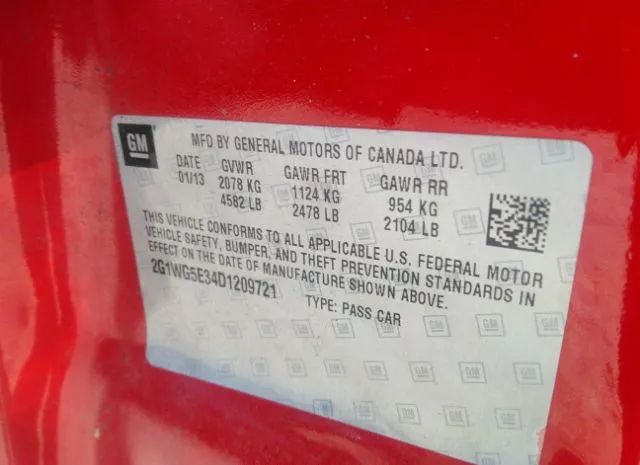 GM
MFD BY GENERAL MOTORS OF CANADA LTD.
DATE GVWR GAWR FRT GAWR RR
01/13 2078 KG 1124 KG 954 KG
4582 LB 2478 LB 2104 LB
THIS VEHICLE CONFORMS TO ALL APPLICABLE U.S. FEDERAL MOTOR
VEHICLE SAFETY, BUMPER, AND THEFT PREVENTION STANDARDS IN
EFFECT ON THE DATE OF MANUFACTURE SHOWN ABOVE.
2G1WG5E34D1209721
TYPE: PASS CAR